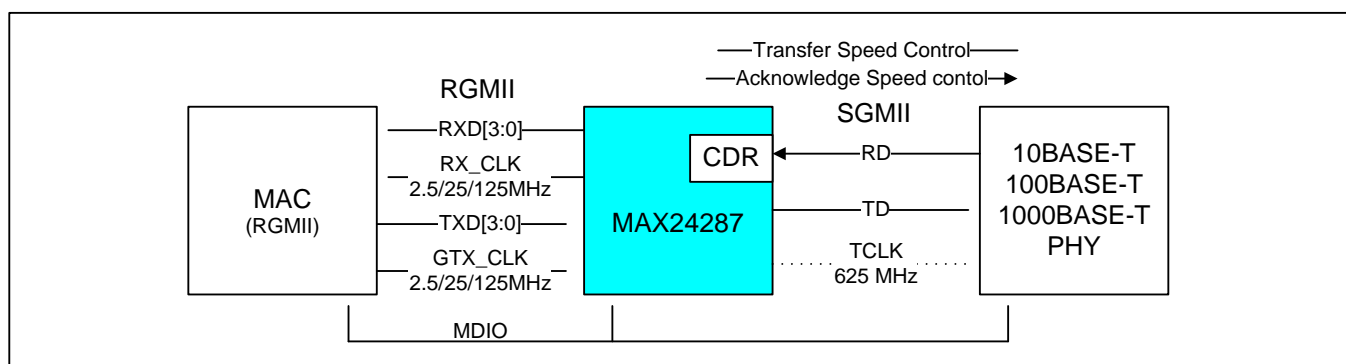 Transfer Speed Control
Acknowledge Speed contol
RGMII
SGMII
RXD[3:0]
RX_CLK
2.5/25/125MHz
TXD[3:0]
GTX_CLK
2.5/25/125MHz
MAC
(RGMII)
CDR
MAX24287
RD
TD
TCLK
625 MHz
10BASE-T
100BASE-T
1000BASE-T
PHY
MDIO